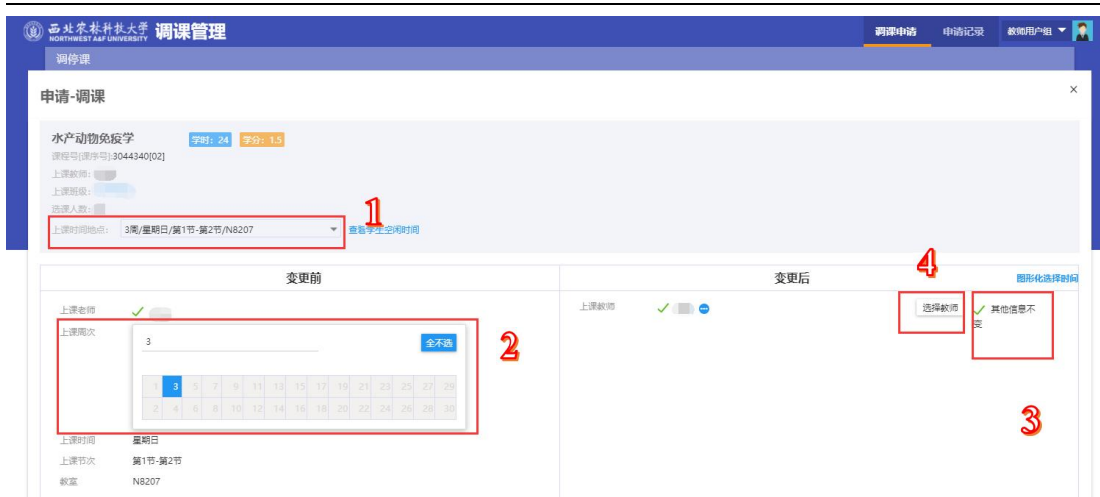 西北农林科技大学 调课管理 调课申请 申请记录 教师用户组
NORTHWEST A&F UNIVERSITY
调停课
申请-调课 ×
水产动物免疫学 学时: 24 学分: 1.5
课程号[课序号]:3044340[02]
上课教师:
上课班级:
选课人数:
1
上课时间地点: 3周/星期日/第1节-第2节/N8207 查看学生空闲时间
变更前 变更后 4 图形化选择时间
上课老师 上课教师 选择教师 其他信息不变
上课周次
3 全不选 2
1 3 5 7 9 11 13 15 17 19 21 23 25 27 29
2 4 6 8 10 12 14 16 18 20 22 24 26 28 30
3
上课时间 星期日
上课节次 第1节-第2节
教室 N8207